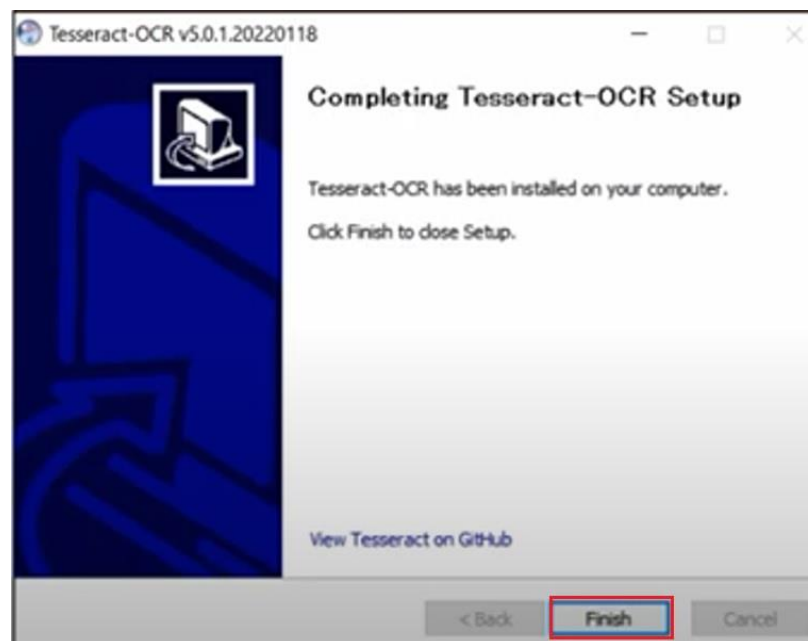 Tesseract-OCR v5.0.1.20220118
Completing Tesseract-OCR Setup
Tesseract-OCR has been installed on your computer.
Click Finish to close Setup.
View Tesseract on GitHub
< Back Finish Cancel